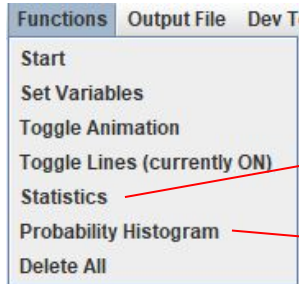 Functions Output File Dev T
Start
Set Variables
Toggle Animation
Toggle Lines (currently ON)
Statistics
Probability Histogram
Delete All